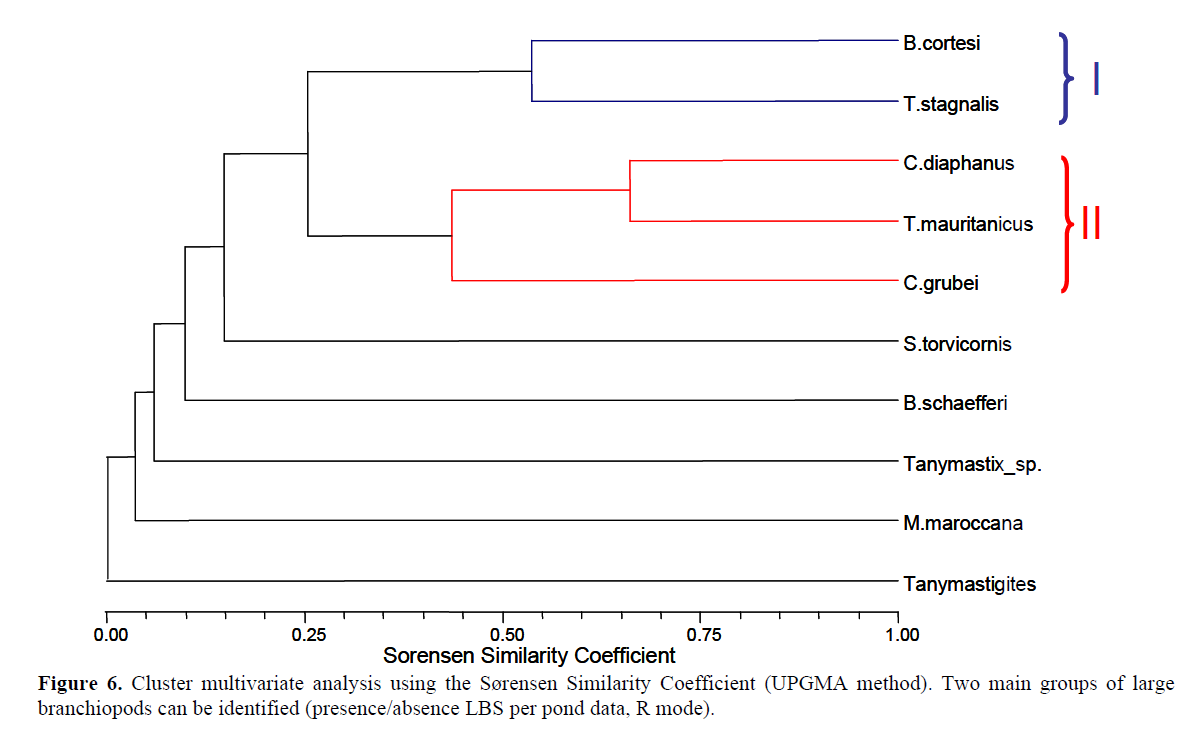 B.cortesi
I
T.stagnalis
C.diaphanus
II
T.mauritanicus
C.grubei
S.torvicornis
B.schaefferi
Tanymastix_sp.
M.maroccana
Tanymastigites
0.00 0.25 0.50 0.75 1.00
Sorensen Similarity Coefficient
Figure 6. Cluster multivariate analysis using the Sørensen Similarity Coefficient (UPGMA method). Two main groups of large
branchiopods can be identified (presence/absence LBS per pond data, R mode).